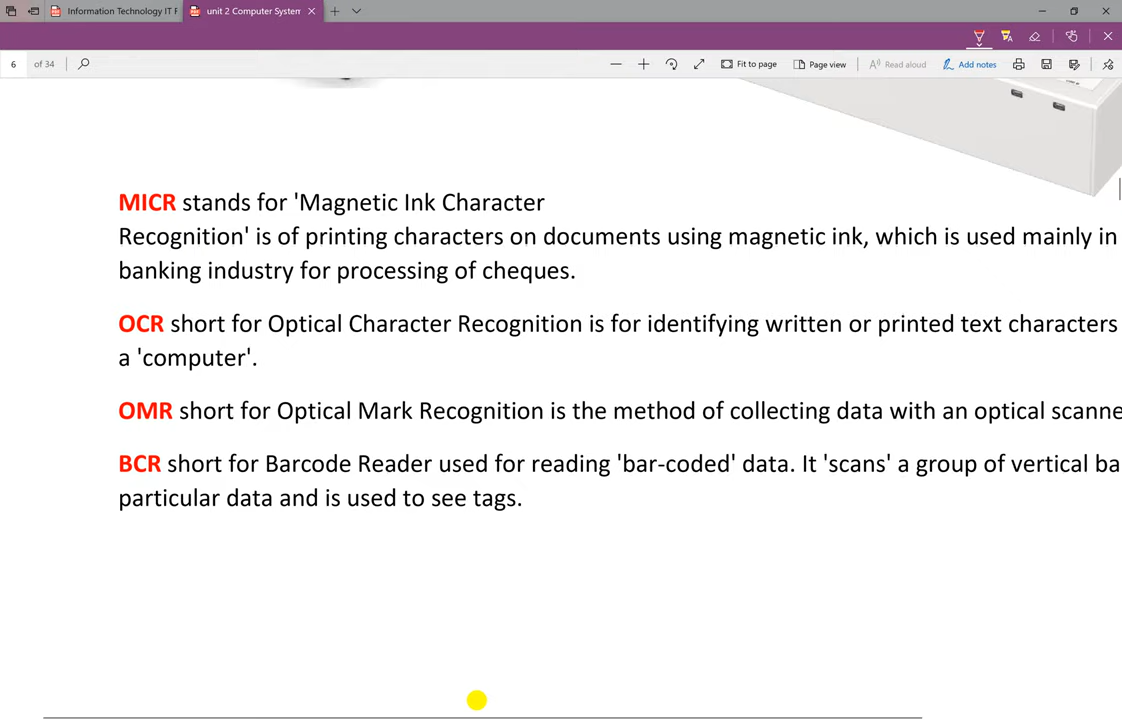 Information Technology IT
unit 2 Computer System
6 of 34
Fit to page
Page view
Read aloud
Add notes
MICR stands for 'Magnetic Ink Character
Recognition' is of printing characters on documents using magnetic ink, which is used mainly in
banking industry for processing of cheques.
OCR short for Optical Character Recognition is for identifying written or printed text characters
a 'computer'.
OMR short for Optical Mark Recognition is the method of collecting data with an optical
BCR short for Barcode Reader used for reading 'bar-coded' data. It 'scans' a group of vertical
particular data and is used to see tags.